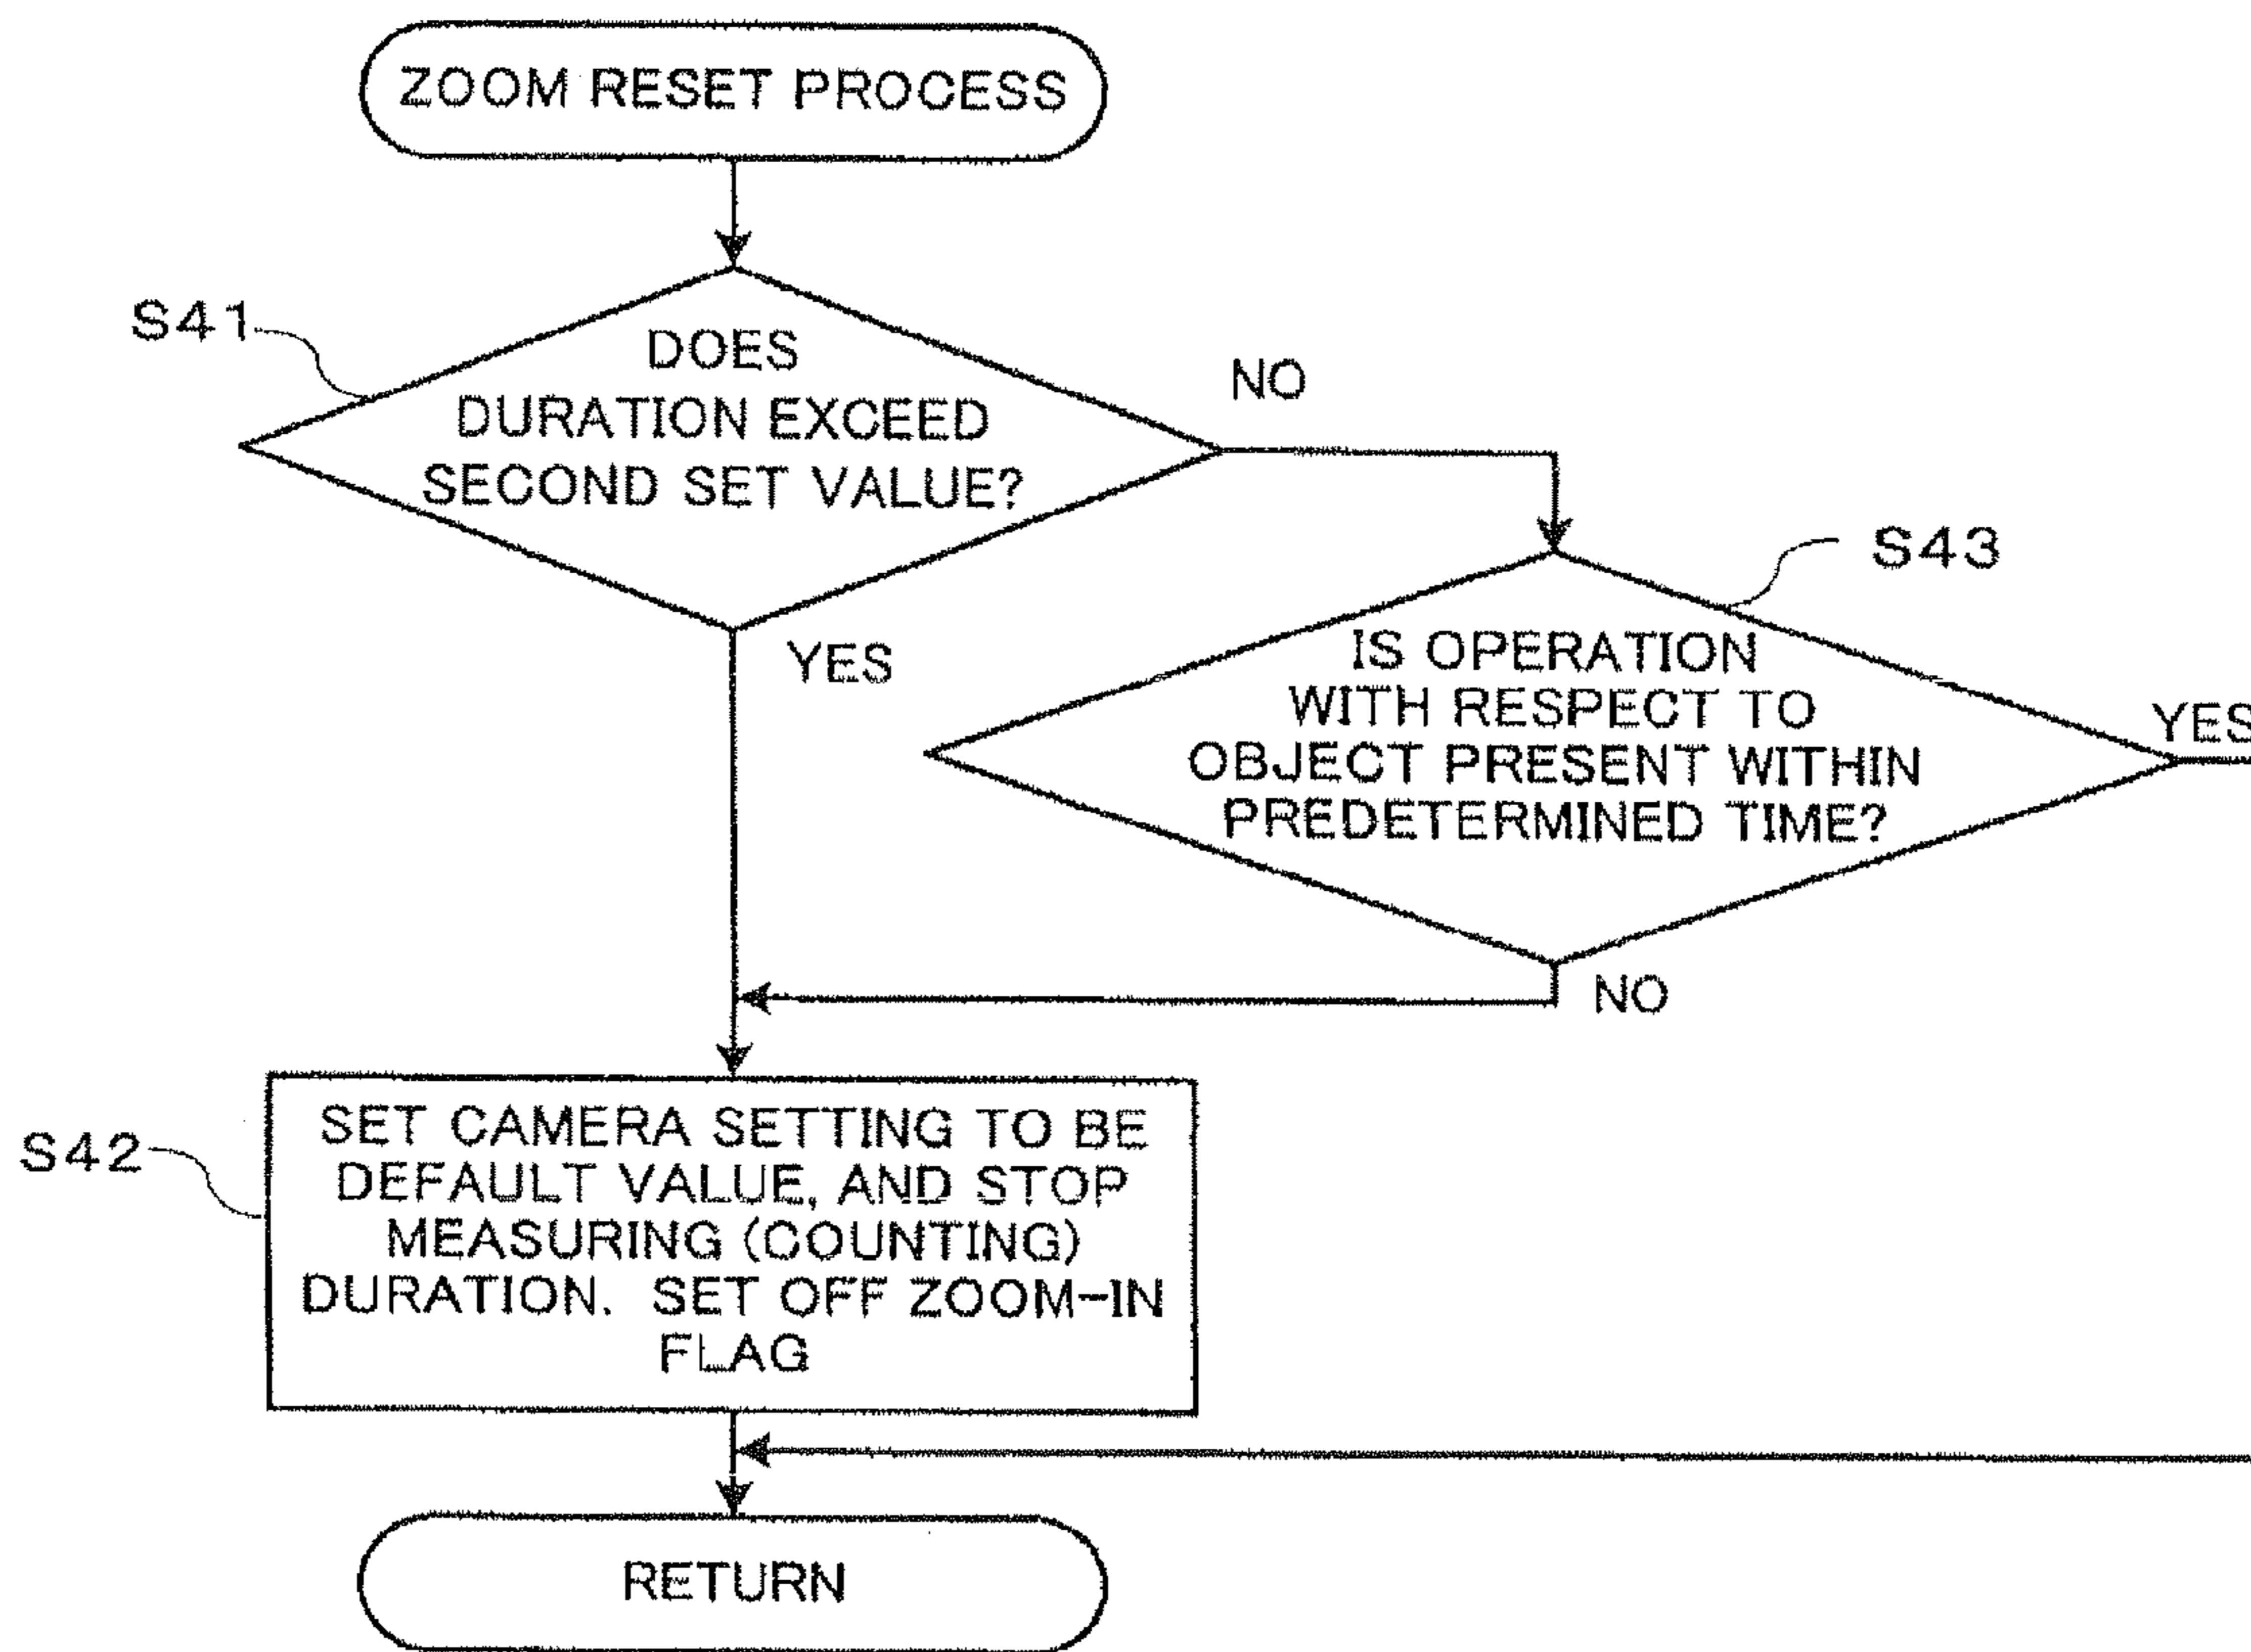 ZOOM RESET PROCESS
S41
DOES
DURATION EXCEED
SECOND SET VALUE?
NO
YES
S43
IS OPERATION
WITH RESPECT TO
OBJECT PRESENT WITHIN
PREDETERMINED TIME?
YES
NO
S42
SET CAMERA SETTING TO BE
DEFAULT VALUE, AND STOP
MEASURING (COUNTING)
DURATION. SET OFF ZOOM-IN
FLAG
RETURN